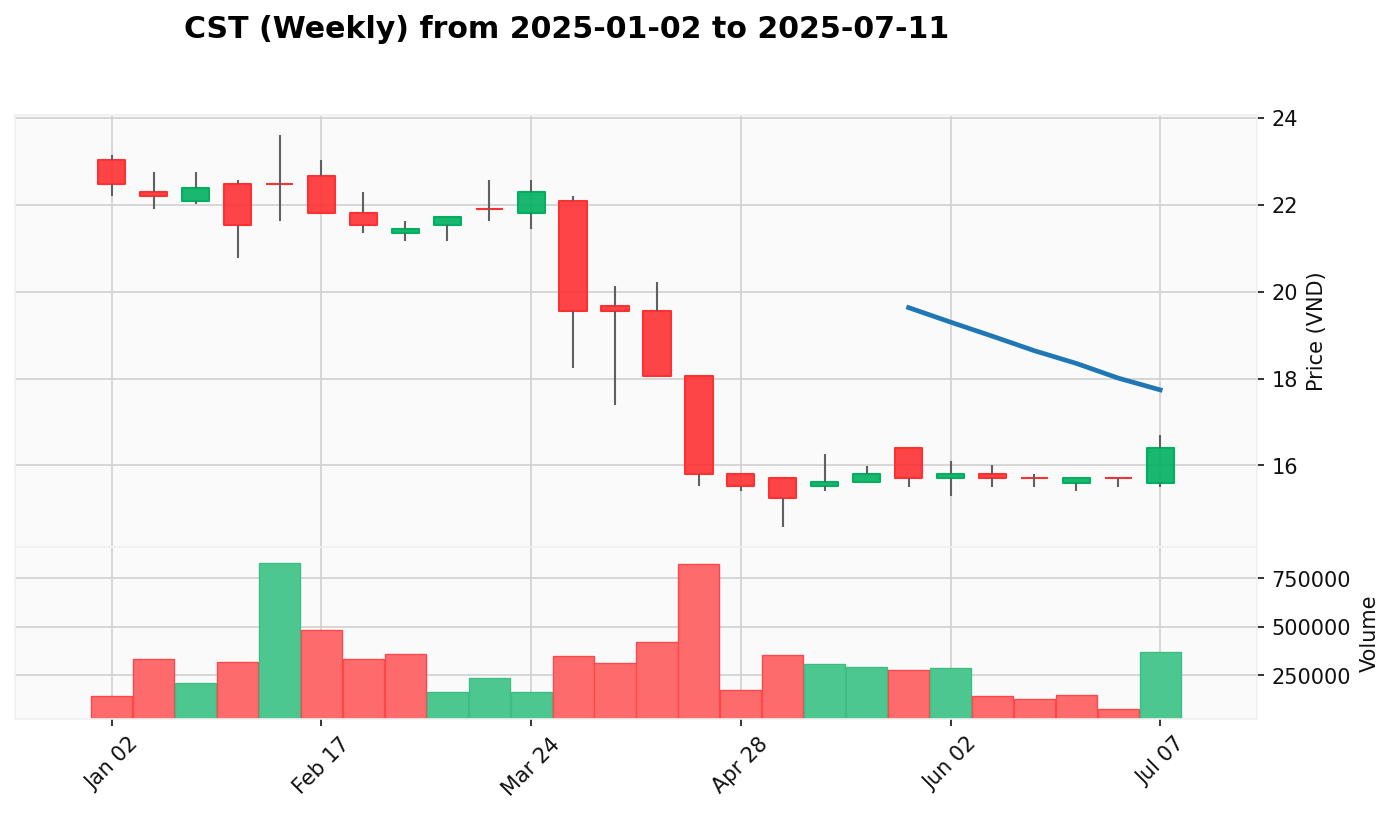 CST (Weekly) from 2025-01-02 to 2025-07-11
24
22
20
18
16
Price (VND)
750000
500000
250000
Volume
Jan 02
Feb 17
Mar 24
Apr 28
Jun 02
Jul 07